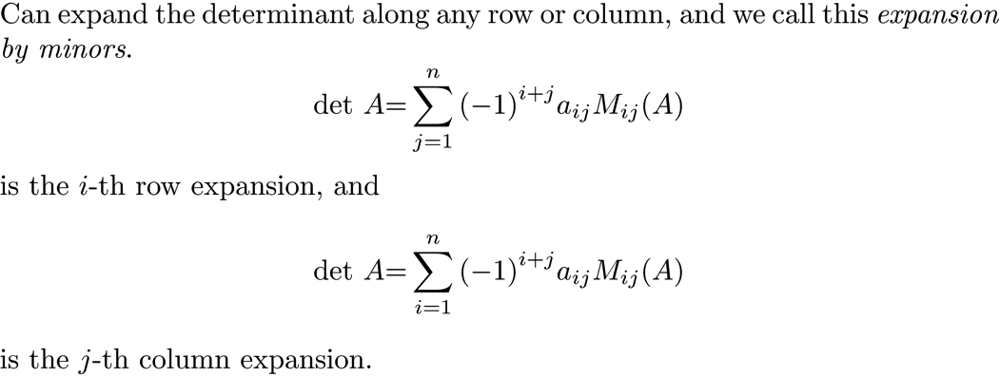 Can expand the determinant along any row or column, and we call this expansion
by minors.
det A = \sum_{j=1}^{n} (-1)^{i+j} a_{ij} M_{ij}(A)
is the i-th row expansion, and
det A = \sum_{i=1}^{n} (-1)^{i+j} a_{ij} M_{ij}(A)
is the j-th column expansion.